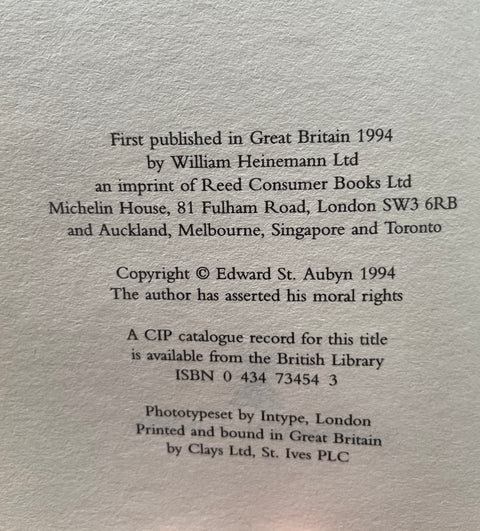 First published in Great Britain 1994
by William Heinemann Ltd
an imprint of Reed Consumer Books Ltd
Michelin House, 81 Fulham Road, London SW3 6RB
and Auckland, Melbourne, Singapore and Toronto
Copyright © Edward St. Aubyn 1994
The author has asserted his moral rights
A CIP catalogue record for this title
is available from the British Library
ISBN 0 434 73454 3
Phototypeset by Intype, London
Printed and bound in Great Britain
by Clays Ltd, St. Ives PLC